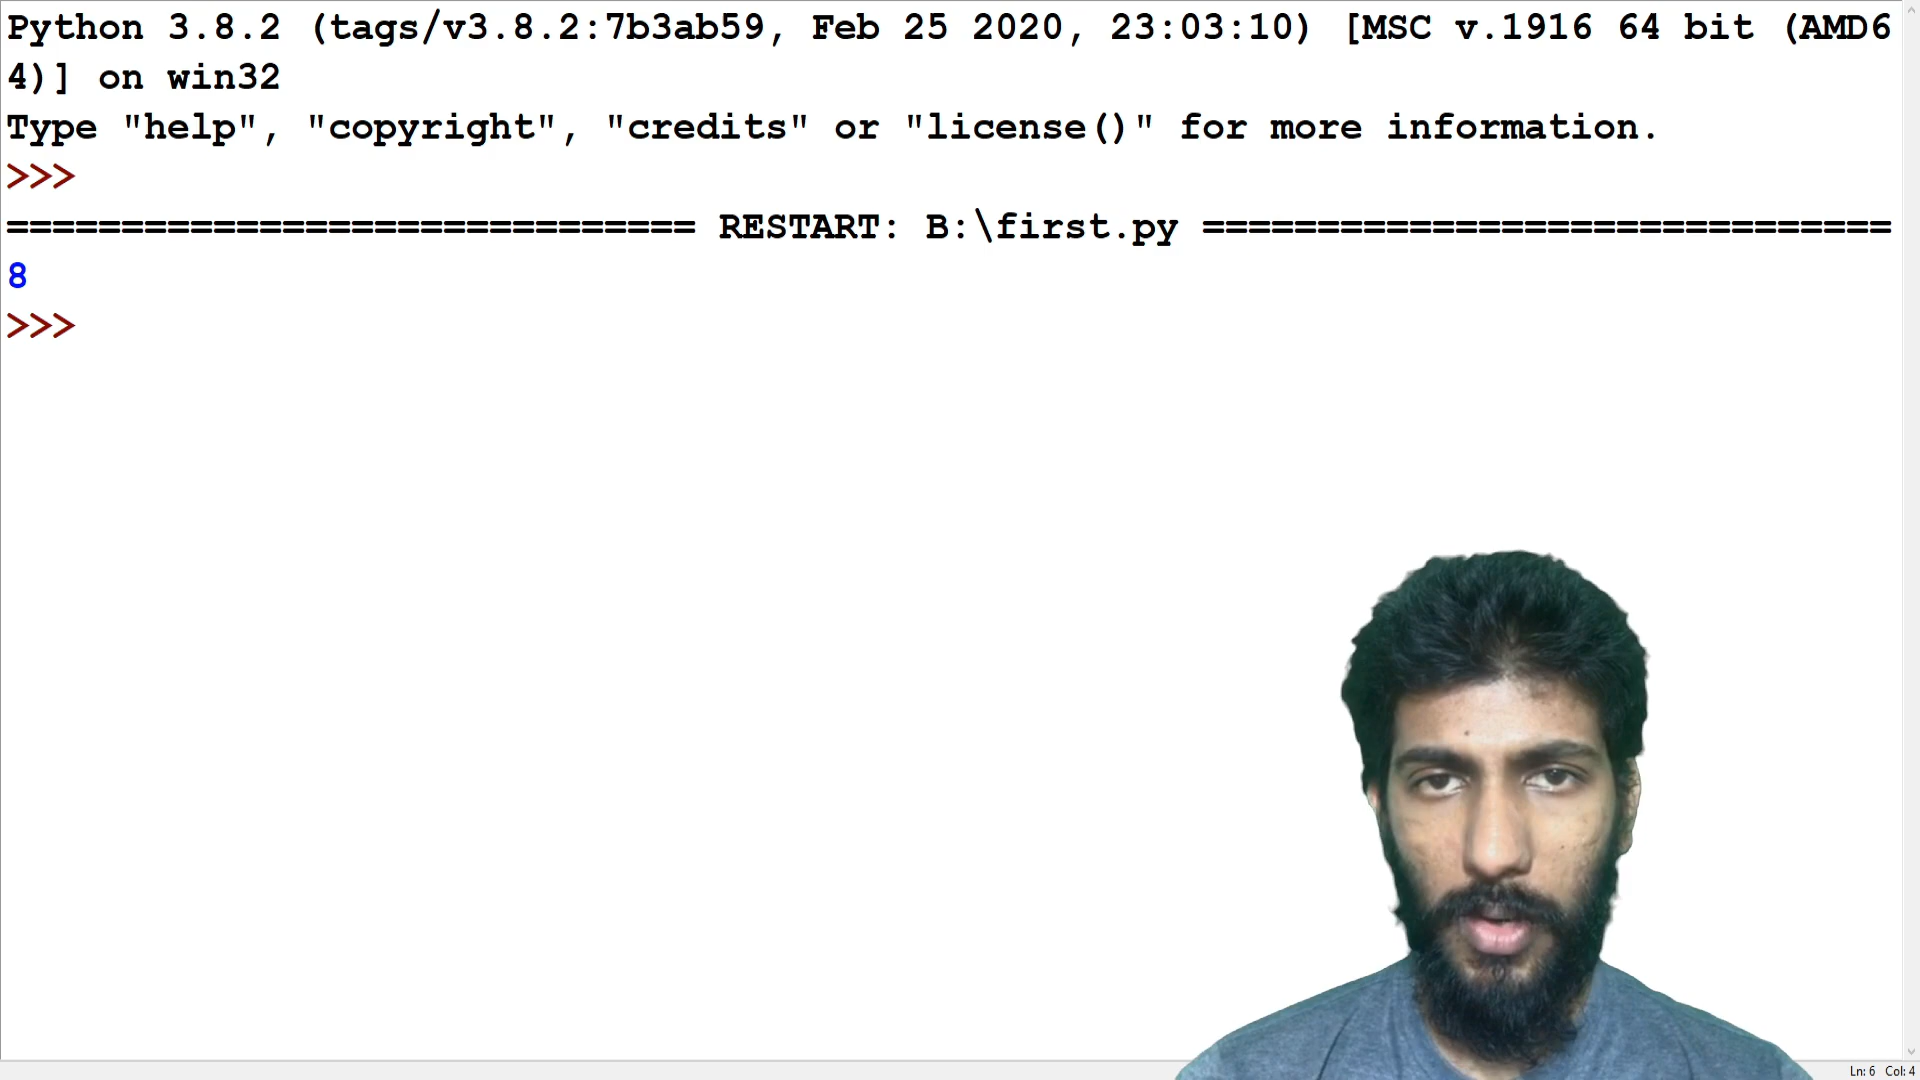 Python 3.8.2 (tags/v3.8.2:7b3ab59, Feb 25 2020, 23:03:10) [MSC v.1916 64 bit (AMD6
4)] on win32
Type "help", "copyright", "credits" or "license()" for more information.
>>>
============================== RESTART: B:\first.py ==============================
8
>>>
Ln: 6 Col: 4